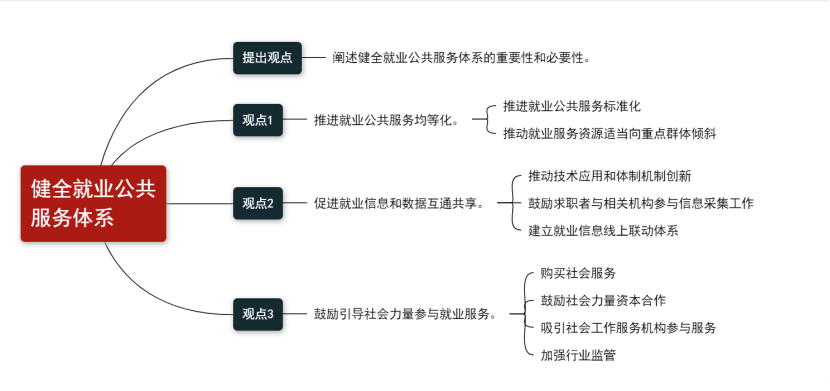 提出观点
阐述健全就业公共服务体系的重要性和必要性。
观点1
推进就业公共服务均等化。
推进就业公共服务标准化
推动就业服务资源适当向重点群体倾斜
健全就业公共
服务体系
观点2
促进就业信息和数据互通共享。
推动技术应用和体制机制创新
鼓励求职者与相关机构参与信息采集工作
建立就业信息线上联动体系
观点3
鼓励引导社会力量参与就业服务。
购买社会服务
鼓励社会力量资本合作
吸引社会工作服务机构参与服务
加强行业监管